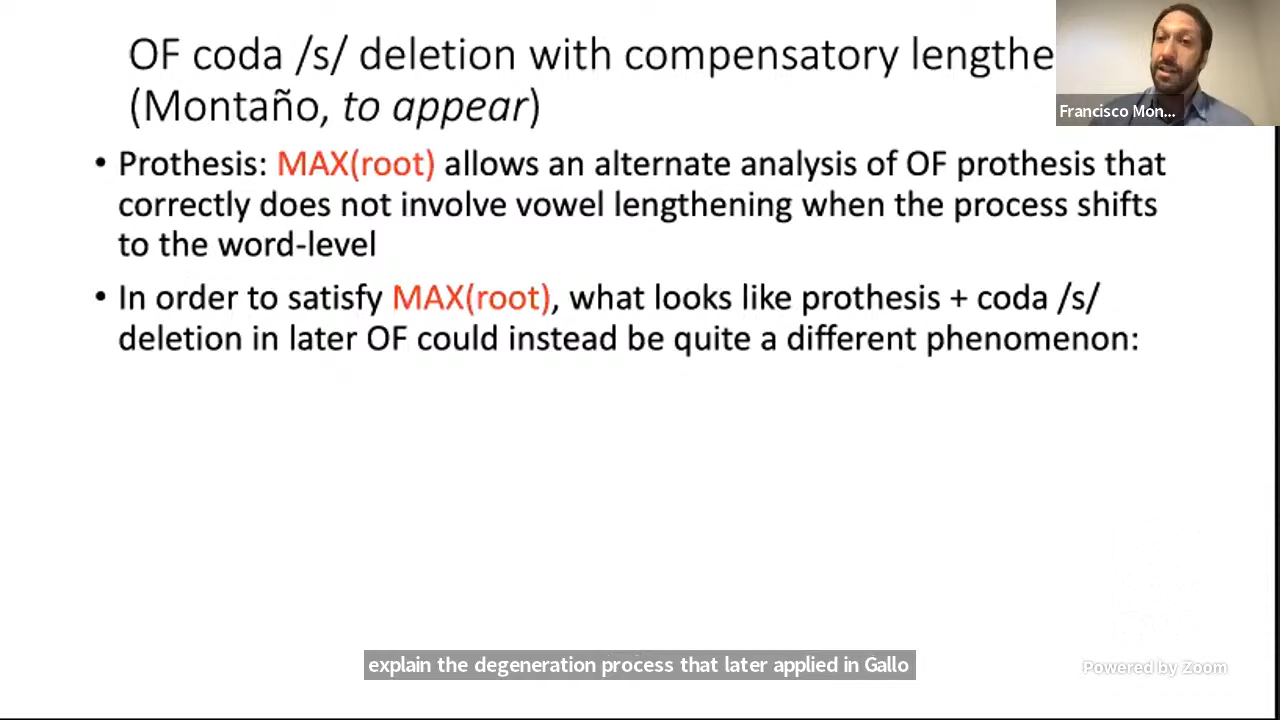 OF coda /s/ deletion with compensatory lengthe
(Montaño, to appear)
Francisco Mon...
• Prothesis: MAX(root) allows an alternate analysis of OF prothesis that
correctly does not involve vowel lengthening when the process shifts
to the word-level
• In order to satisfy MAX(root), what looks like prothesis + coda /s/
deletion in later OF could instead be quite a different phenomenon:
explain the degeneration process that later applied in Gallo
Powered by Zoom